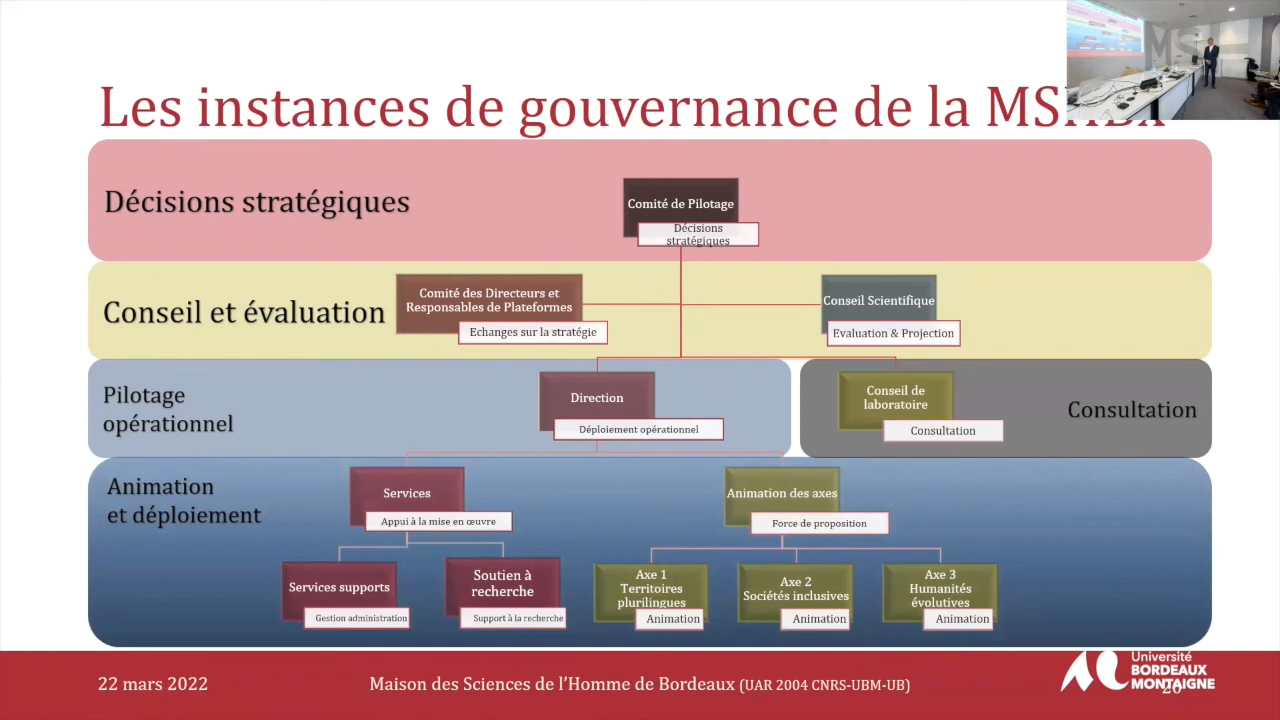 Les instances de gouvernance de la MSHBx
Décisions stratégiques
Comité de Pilotage
Décisions
stratégiques
Conseil et évaluation
Comité des Directeurs et
Responsables de Plateformes
Echanges sur la stratégie
Conseil Scientifique
Evaluation & Projection
Pilotage
opérationnel
Direction
Déploiement opérationnel
Conseil de
laboratoire
Consultation
Consultation
Animation
et déploiement
Services
Appui à la mise en œuvre
Animation des axes
Force de proposition
Services supports
Gestion administration
Soutien à
recherche
Support à la recherche
Axe 1
Territoires
plurilingues
Animation
Axe 2
Sociétés inclusives
Animation
Axe 3
Humanités
évolutives
Animation
22 mars 2022
Maison des Sciences de l’Homme de Bordeaux (UAR 2004 CNRS-UBM-UB)
Université
BORDEAUX
MONTAIGNE
20